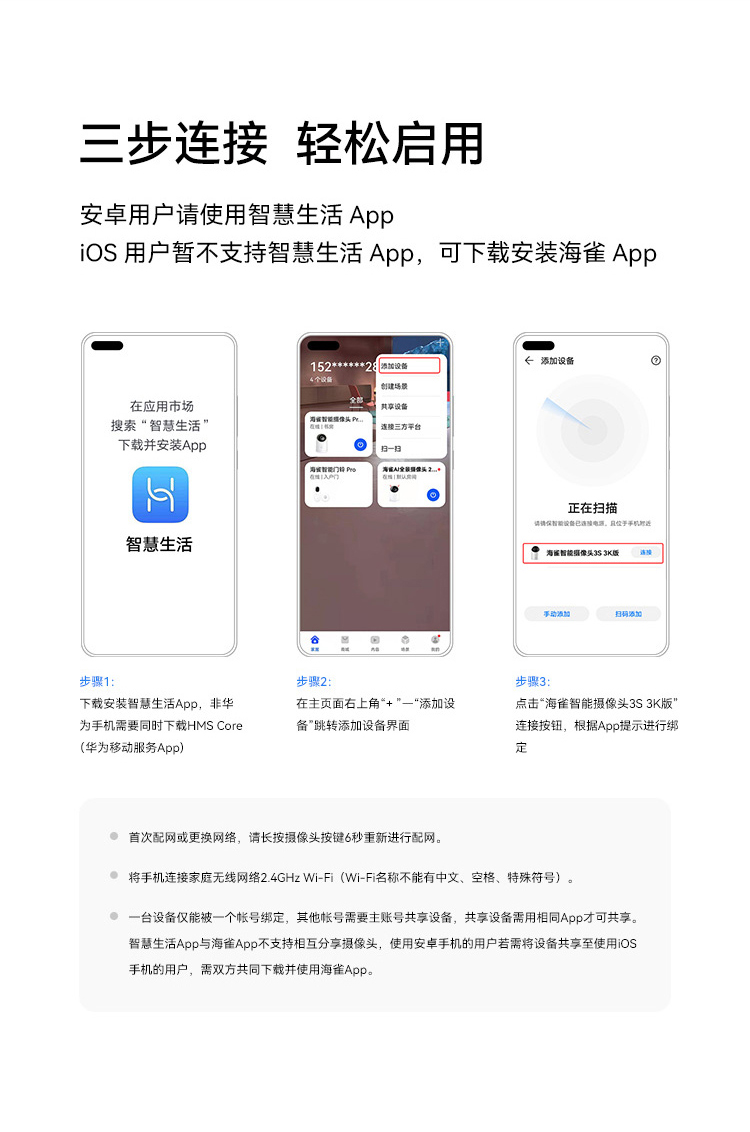 三步连接 轻松启用
安卓用户请使用智慧生活 App
iOS 用户暂不支持智慧生活 App，可下载安装海雀 App
在应用市场
搜索“智慧生活”
下载并安装App
智慧生活
152******28
4个设备
全部
添加设备
创建场景
共享设备
连接三方平台
扫一扫
海雀智能摄像头 Pr...
在线 | 书房
海雀智能门铃 Pro
在线 | 入户门
海雀AI全景摄像头 2...
在线 | 默认房间
家居 商城 内容 场景 我的
添加设备
正在扫描
请确保智能设备已连接电源，且位于手机附近
海雀智能摄像头3S 3K版 连接
手动添加 扫码添加
步骤1：
下载安装智慧生活App，非华
为手机需要同时下载HMS Core
（华为移动服务App）
步骤2：
在主页面右上角“+ ”—“添加设
备”跳转添加设备界面
步骤3：
点击“海雀智能摄像头3S 3K版”
连接按钮，根据App提示进行绑
定
首次配网或更换网络，请长按摄像头按键6秒重新进行配网。
将手机连接家庭无线网络2.4GHz Wi-Fi（Wi-Fi名称不能有中文、空格、特殊符号）。
一台设备仅能被一个帐号绑定，其他帐号需要主账号共享设备，共享设备需用相同App才可共享。
智慧生活App与海雀App不支持相互分享摄像头，使用安卓手机的用户若需将设备共享至使用iOS
手机的用户，需双方共同下载并使用海雀App。